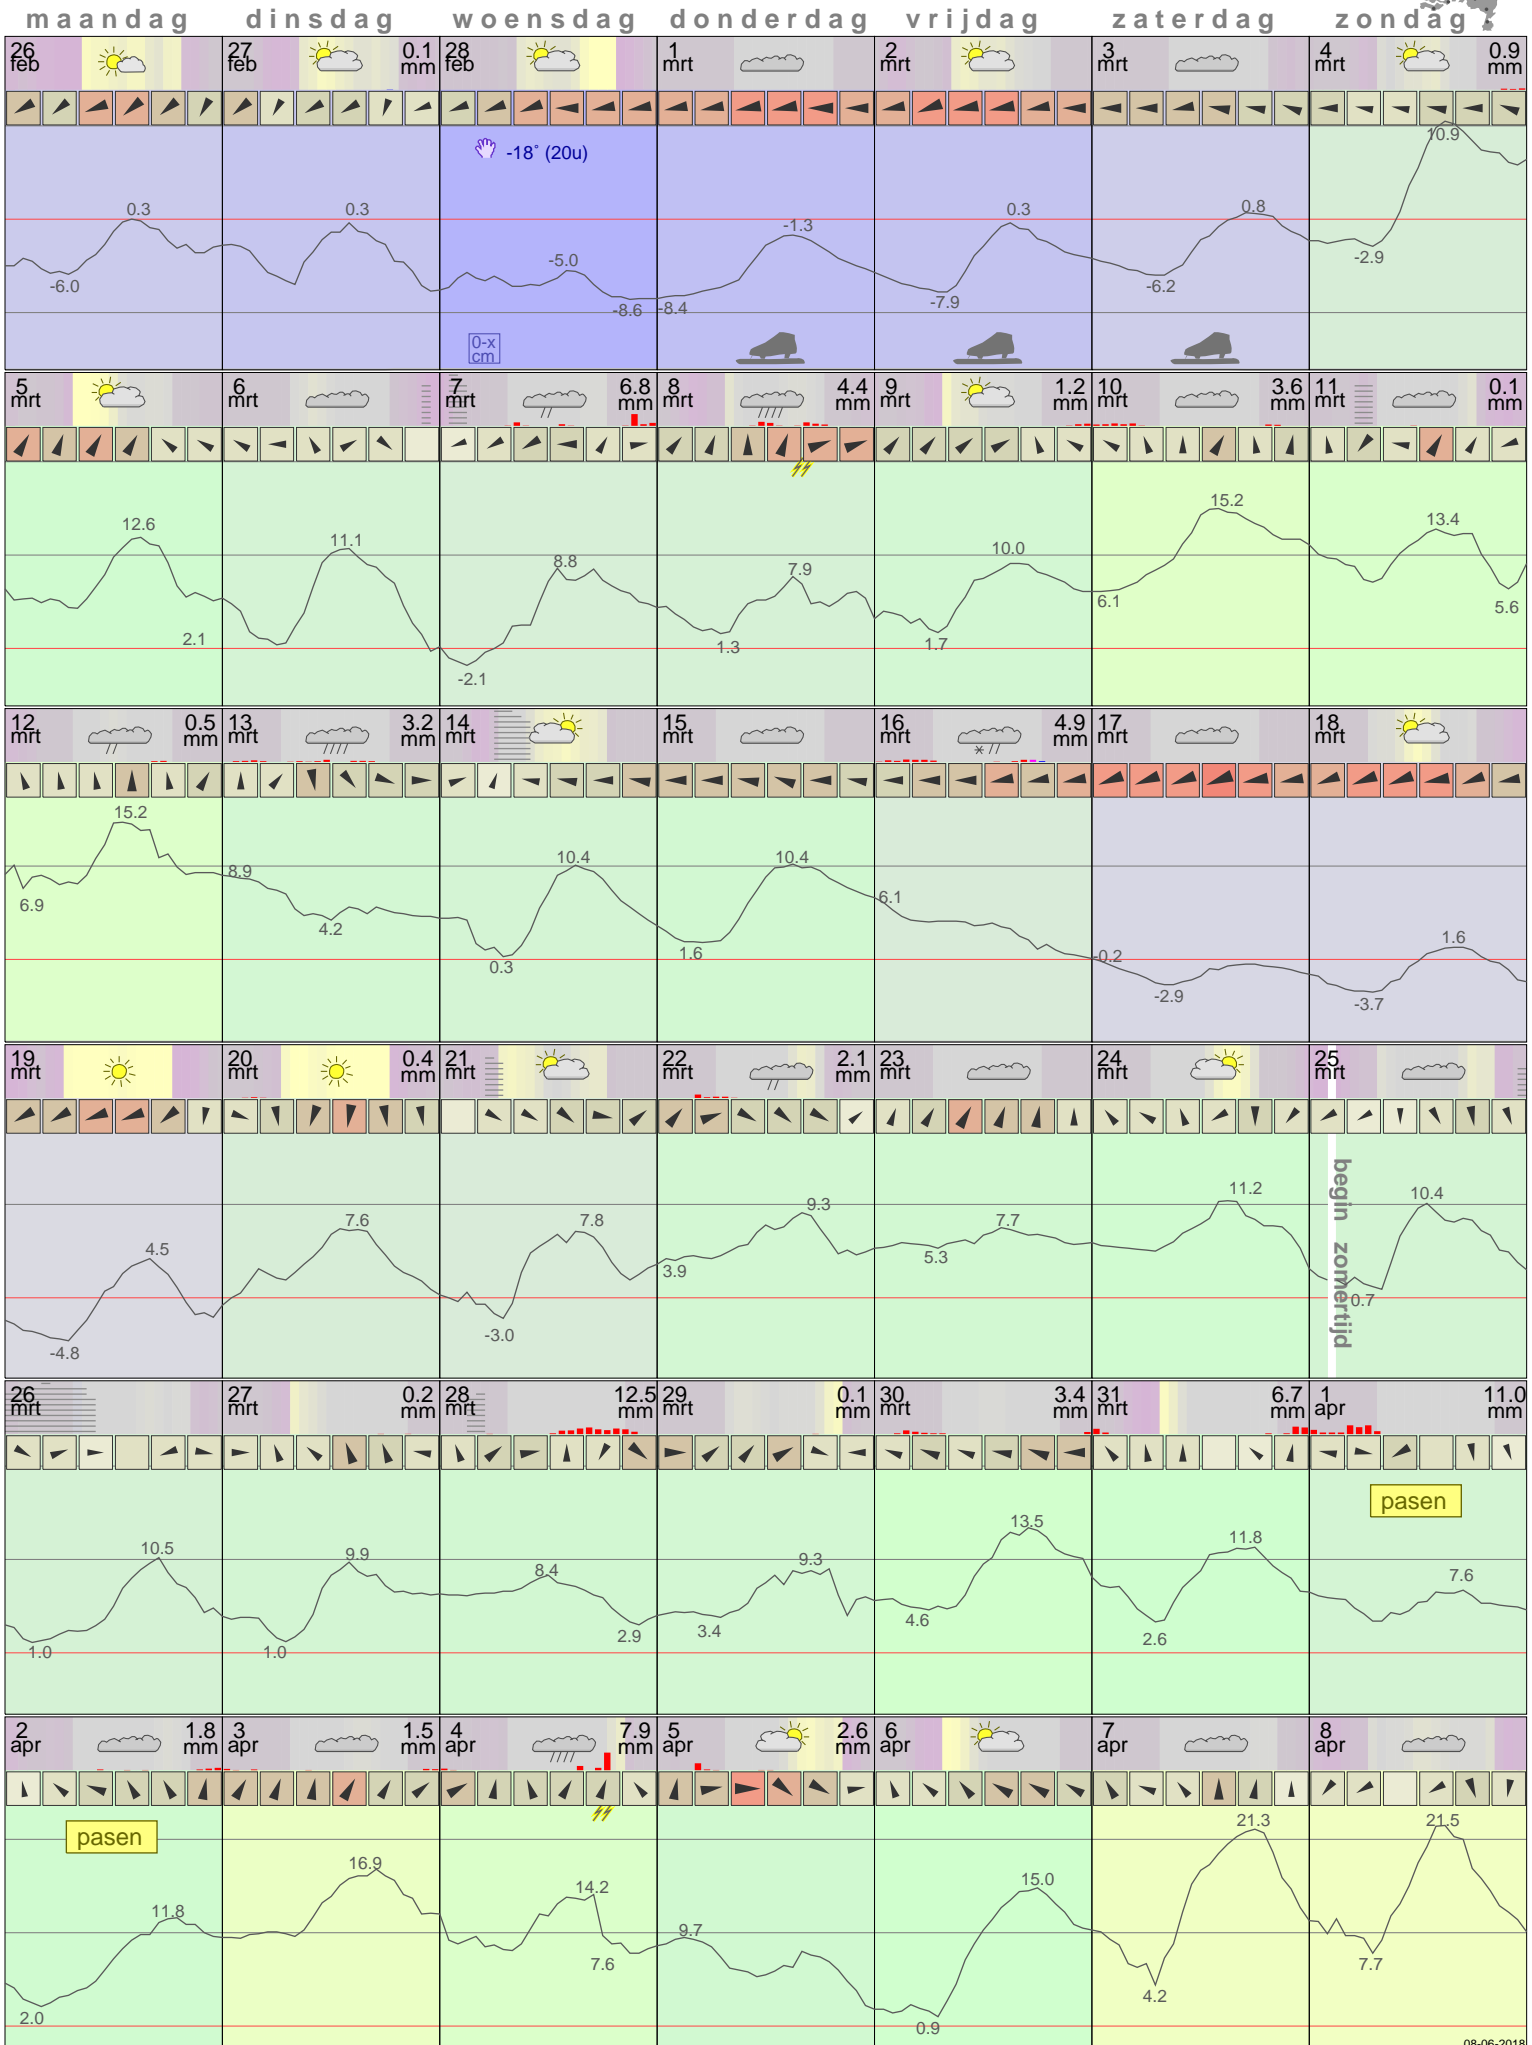 maandag dinsdag woensdag donderdag vrijdag zaterdag zondag
26 27 0.1 28 1 2 3 4 0.9
feb feb mm feb mrt mrt mrt mrt mm
-18° (20u) 10.9
0.3 0.3 -5.0 -1.3 0.3 0.8
-6.0 -8.6 -8.4 -7.9 -6.2 -2.9
0-x
cm
5 6 7 6.8 8 4.4 9 1.2 10 3.6 11 0.1
mrt mrt mrt mm mrt mm mrt mm mrt mm mrt mm
12.6 11.1 8.8 7.9 10.0 15.2 13.4
2.1 -2.1 1.3 1.7 6.1 5.6
12 0.5 13 3.2 14 15 16 4.9 17 18
mrt mm mrt mm mrt mrt mrt mm mrt mrt
15.2 8.9 10.4 10.4 6.1 -0.2 1.6
6.9 4.2 0.3 1.6 -2.9 -3.7
19 20 0.4 21 22 2.1 23 24 25
mrt mrt mm mrt mrt mm mrt mrt mrt
4.5 7.6 7.8 9.3 7.7 11.2 10.4
-4.8 -3.0 3.9 5.3 0.7
begin zomertijd
26 27 0.2 28 12.5 29 0.1 30 3.4 31 6.7 1 11.0
mrt mrt mm mrt mm mrt mm mrt mm mrt mm apr mm
pasen
10.5 9.9 8.4 9.3 13.5 11.8 7.6
1.0 1.0 2.9 3.4 4.6 2.6
2 1.8 3 1.5 4 7.9 5 2.6 6 7 8
apr mm apr mm apr mm apr mm apr apr apr
pasen
11.8 16.9 14.2 9.7 15.0 21.3 21.5
2.0 7.6 0.9 4.2 7.7
08-06-2018